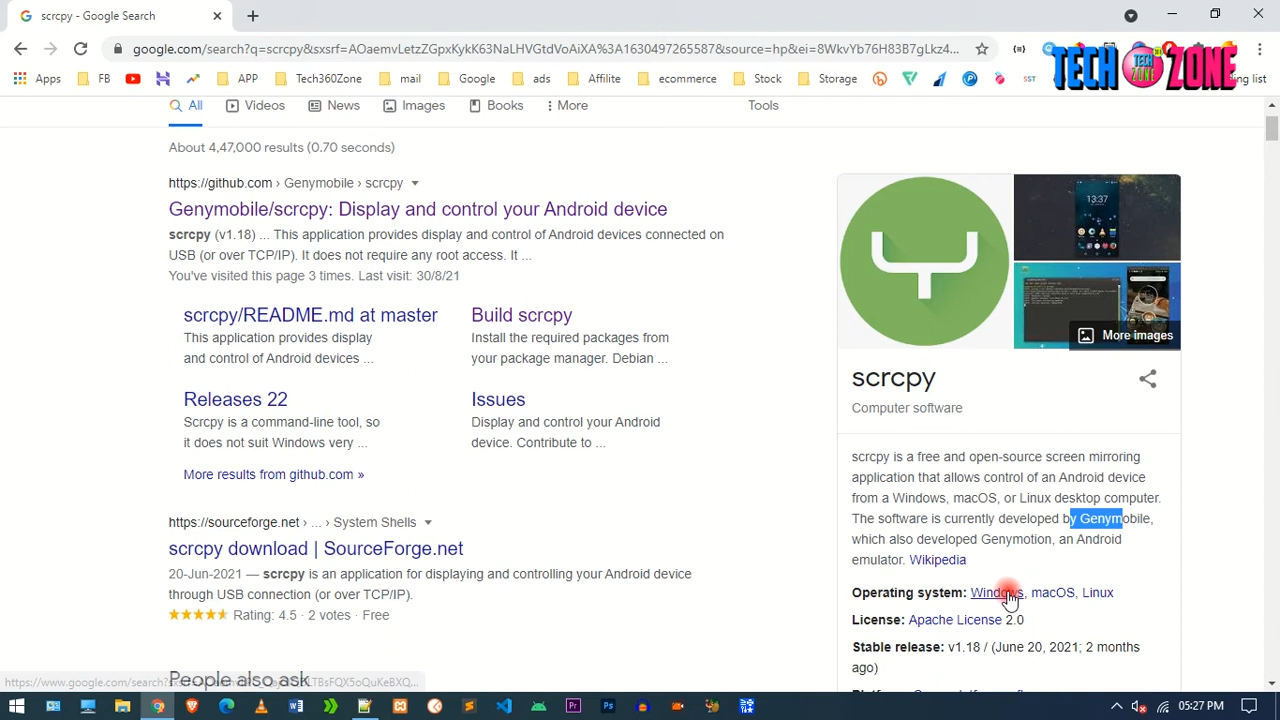 scrcpy - Google Search
google.com/search?q=scrcpy&sxsrf=AOaemvLetzZGpxKykK63NaLHVGtdVoAiXA%3A1630497265587&source=hp&ei=8WkvYb76H83B7gLkz4...
Apps FB APP Tech360Zone mail Google ads Affilite ecommerce Stock Storage SST
TECH TECH ZONE ZONE
All Videos News Images Books More Tools
About 4,47,000 results (0.70 seconds)
https://github.com › Genymobile › scrcpy
Genymobile/scrcpy: Display and control your Android device
scrcpy (v1.18) ... This application provides display and control of Android devices connected on
USB (or over TCP/IP). It does not require any root access. It ...
You've visited this page 3 times. Last visit: 30/8/21
scrcpy/README.md at master
This application provides display
and control of Android devices ...
Build scrcpy
Install the required packages from
your package manager. Debian ...
Releases 22
Scrcpy is a command-line tool, so
it does not suit Windows very ...
Issues
Display and control your Android
device. Contribute to ...
More results from github.com »
https://sourceforge.net › ... › System Shells
scrcpy download | SourceForge.net
20-Jun-2021 — scrcpy is an application for displaying and controlling your Android device
through USB connection (or over TCP/IP).
Rating: 4.5 · 2 votes · Free
People also ask
13:37
More images
scrcpy
Computer software
scrcpy is a free and open-source screen mirroring
application that allows control of an Android device
from a Windows, macOS, or Linux desktop computer.
The software is currently developed by Genymobile,
which also developed Genymotion, an Android
emulator. Wikipedia
Operating system: Windows, macOS, Linux
License: Apache License 2.0
Stable release: v1.18 / (June 20, 2021; 2 months
ago)
05:27 PM